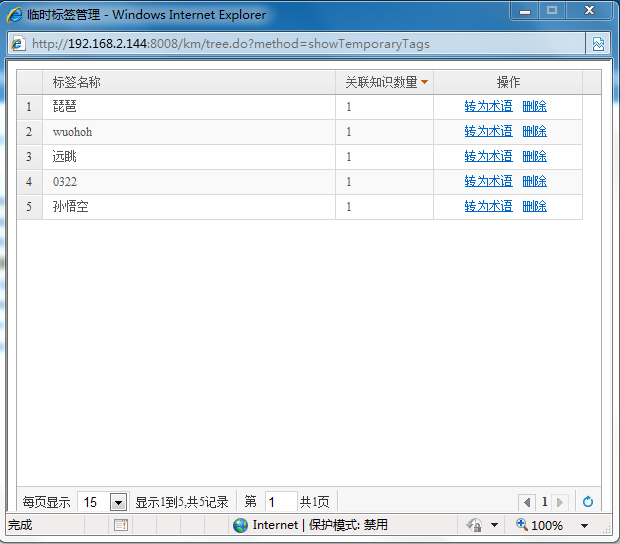 临时标签管理 - Windows Internet Explorer
http://192.168.2.144:8008/km/tree.do?method=showTemporaryTags
标签名称 关联知识数量 操作
1 琵琶 1 转为术语 删除
2 wuohoh 1 转为术语 删除
3 远眺 1 转为术语 删除
4 0322 1 转为术语 删除
5 孙悟空 1 转为术语 删除
每页显示 15 显示1到5,共5记录 第 1 共1页 1
完成 Internet | 保护模式: 禁用 100%